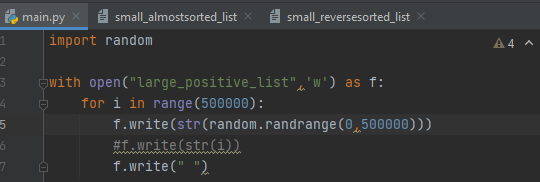 main.py × small_almostsorted_list × small_reversesorted_list ×
1 import random 4
2
3 with open("large_positive_list",'w') as f:
4 for i in range(500000):
5 f.write(str(random.randrange(0,500000)))
6 #f.write(str(i))
7 f.write(" ")